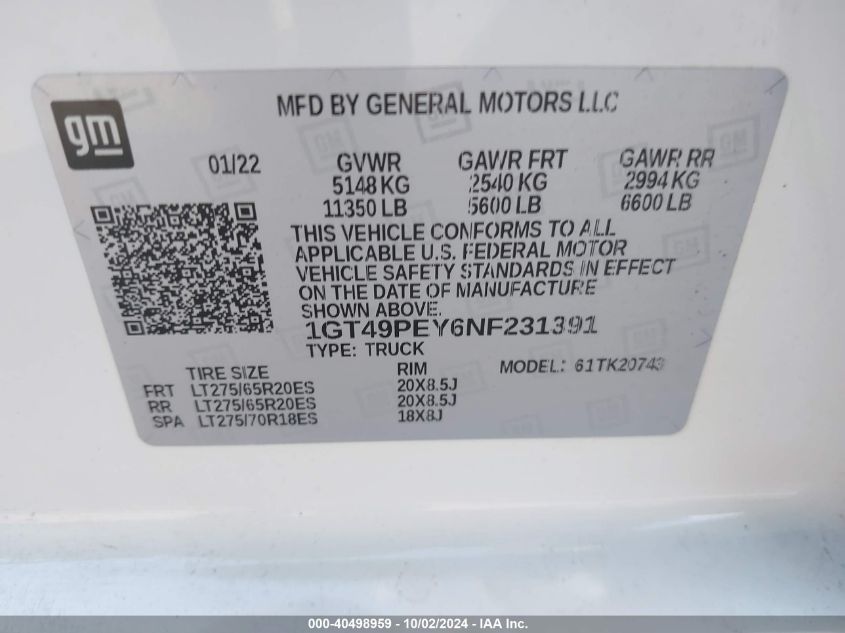 MFD BY GENERAL MOTORS LLC
gm
01/22 GVWR GAWR FRT GAWR RR
5148 KG 2540 KG 2994 KG
11350 LB 5600 LB 6600 LB
THIS VEHICLE CONFORMS TO ALL
APPLICABLE U.S. FEDERAL MOTOR
VEHICLE SAFETY STANDARDS IN EFFECT
ON THE DATE OF MANUFACTURE
SHOWN ABOVE.
1GT49PEY6NF231391
TYPE: TRUCK MODEL: 61TK20743
TIRE SIZE RIM
FRT LT275/65R20ES 20X8.5J
RR LT275/65R20ES 20X8.5J
SPA LT275/70R18ES 18X8J
000-40498959 - 10/02/2024 - IAA Inc.